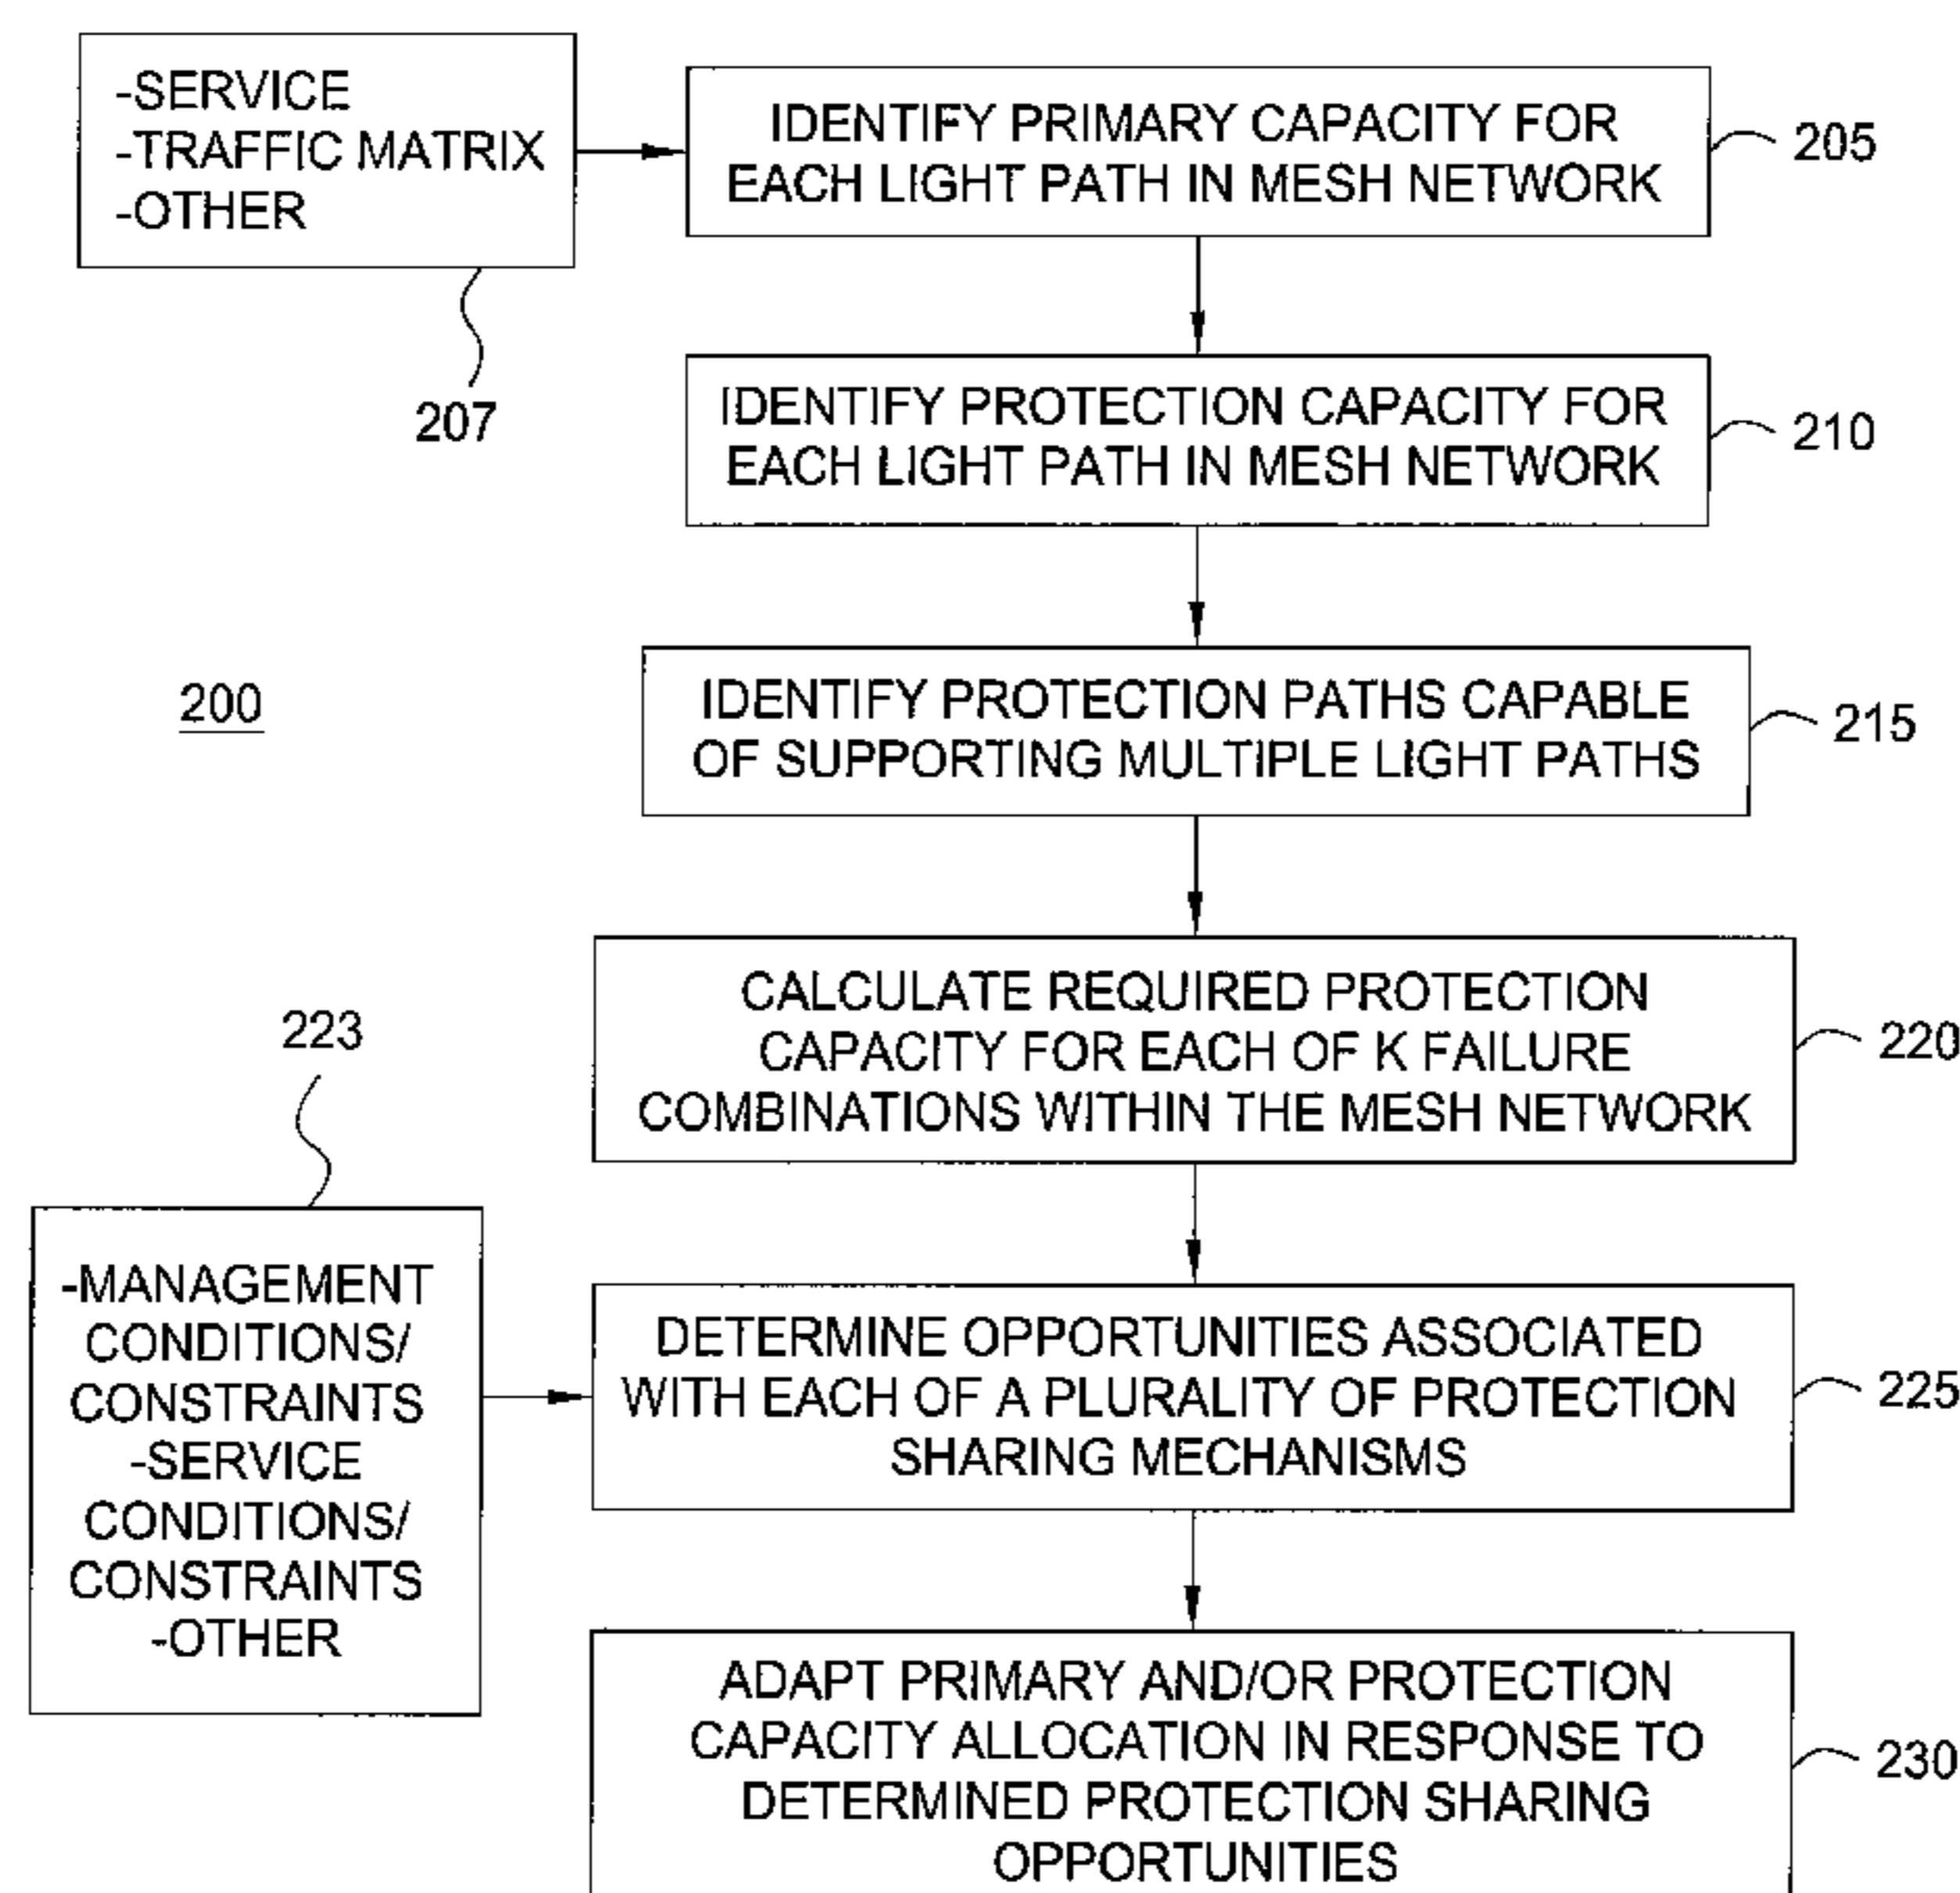 -SERVICE
-TRAFFIC MATRIX
-OTHER
207
IDENTIFY PRIMARY CAPACITY FOR
EACH LIGHT PATH IN MESH NETWORK
205
IDENTIFY PROTECTION CAPACITY FOR
EACH LIGHT PATH IN MESH NETWORK
210
200
IDENTIFY PROTECTION PATHS CAPABLE
OF SUPPORTING MULTIPLE LIGHT PATHS
215
CALCULATE REQUIRED PROTECTION
CAPACITY FOR EACH OF K FAILURE
COMBINATIONS WITHIN THE MESH NETWORK
220
223
-MANAGEMENT
CONDITIONS/
CONSTRAINTS
-SERVICE
CONDITIONS/
CONSTRAINTS
-OTHER
DETERMINE OPPORTUNITIES ASSOCIATED
WITH EACH OF A PLURALITY OF PROTECTION
SHARING MECHANISMS
225
ADAPT PRIMARY AND/OR PROTECTION
CAPACITY ALLOCATION IN RESPONSE TO
DETERMINED PROTECTION SHARING
OPPORTUNITIES
230